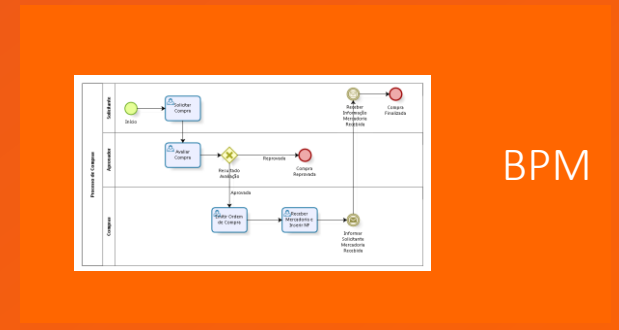 Processo de Compras
Solicitante
Início
Solicitar
Compra
Receber
Informação
Mercadoria
Recebida
Compra
Finalizada
Aprovador
Avaliar
Compra
Resultado
Avaliação
Reprovada
Compra
Reprovada
Aprovada
Compras
Emitir Ordem
de Compra
Receber
Mercadoria e
Inserir NF
Informar
Solicitante
Mercadoria
Recebida
BPM